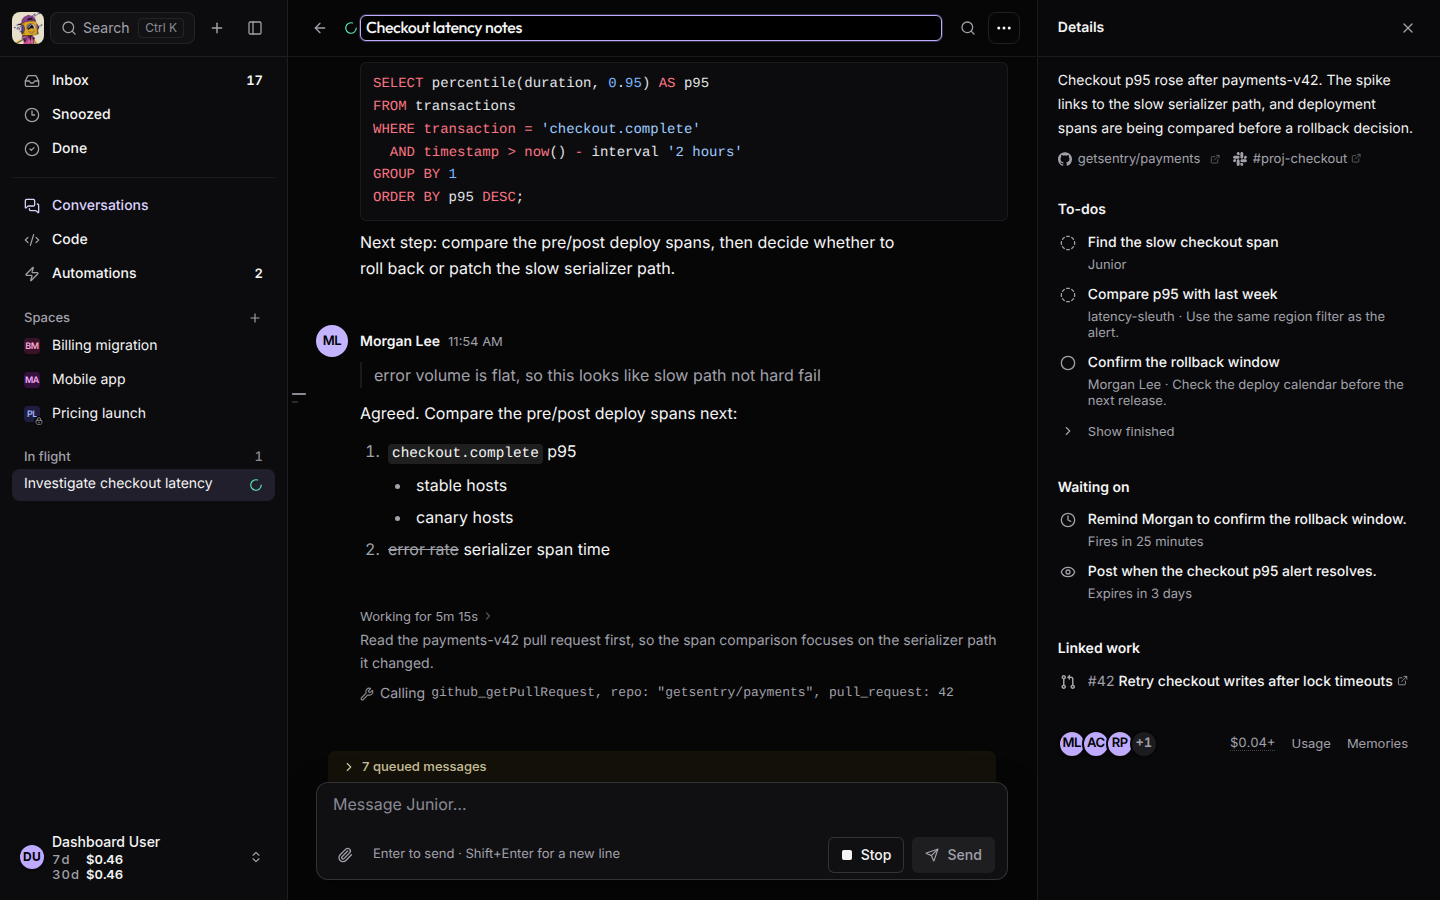 Search Ctrl K
Inbox 17
Snoozed
Done
Conversations
Code
Automations 2
Spaces
BM Billing migration
MA Mobile app
PL Pricing launch
In flight 1
Investigate checkout latency
DU Dashboard User
7d $0.46
30d $0.46
Checkout latency notes
SELECT percentile(duration, 0.95) AS p95
FROM transactions
WHERE transaction = 'checkout.complete'
AND timestamp > now() - interval '2 hours'
GROUP BY 1
ORDER BY p95 DESC;
Next step: compare the pre/post deploy spans, then decide whether to
roll back or patch the slow serializer path.
ML Morgan Lee 11:54 AM
error volume is flat, so this looks like slow path not hard fail
Agreed. Compare the pre/post deploy spans next:
1. checkout.complete p95
• stable hosts
• canary hosts
2. error rate serializer span time
Working for 5m 15s
Read the payments-v42 pull request first, so the span comparison focuses on the serializer path
it changed.
Calling github_getPullRequest, repo: "getsentry/payments", pull_request: 42
7 queued messages
Message Junior...
Enter to send · Shift+Enter for a new line
Stop
Send
Details
Checkout p95 rose after payments-v42. The spike
links to the slow serializer path, and deployment
spans are being compared before a rollback decision.
getsentry/payments #proj-checkout
To-dos
Find the slow checkout span
Junior
Compare p95 with last week
latency-sleuth · Use the same region filter as the
alert.
Confirm the rollback window
Morgan Lee · Check the deploy calendar before the
next release.
Show finished
Waiting on
Remind Morgan to confirm the rollback window.
Fires in 25 minutes
Post when the checkout p95 alert resolves.
Expires in 3 days
Linked work
#42 Retry checkout writes after lock timeouts
ML AC RP +1 $0.04+ Usage Memories